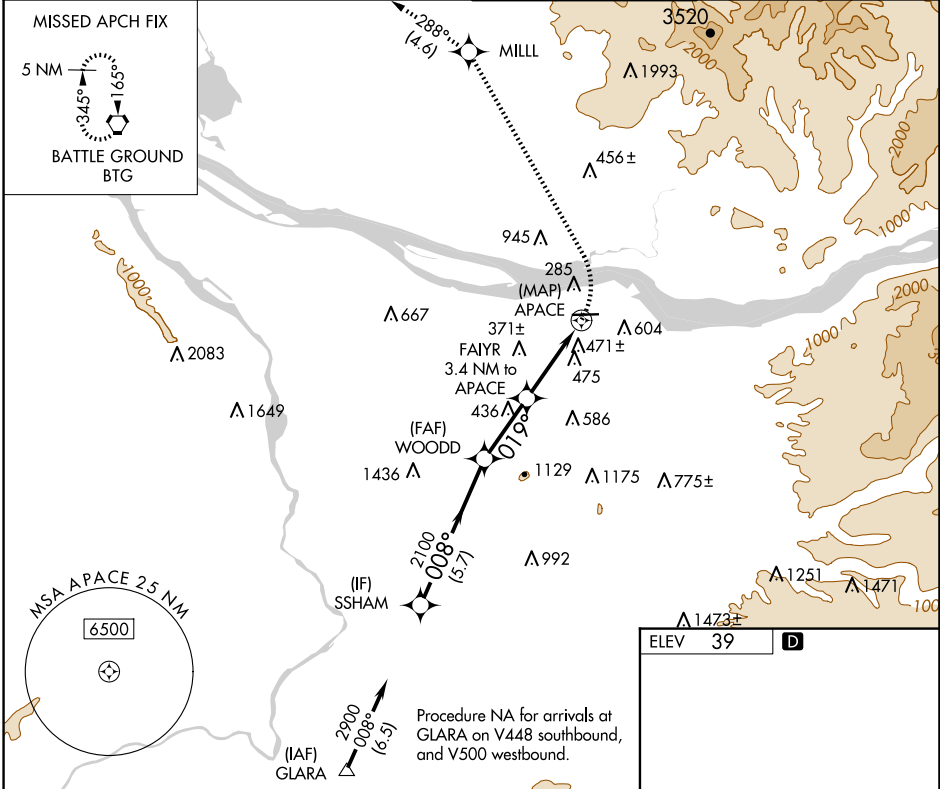 MISSED APCH FIX
5 NM
345°
165°
BATTLE GROUND
BTG
288°
(4.6)
MILLL
3520
2000
1993
2000
456±
1000
945
285
(MAP)
APACE
2000
1000
667
371±
604
FAIYR
3.4 NM to
APACE
471±
475
1000
2083
1649
436
586
(FAF)
WOODD
019°
1436
1129
1175
775±
2100
008°
(5.7)
992
(IF)
SSHAM
1251
1471
100
1473±
MSA APACE 25 NM
6500
ELEV 39
D
2900
008°
(6.5)
(IAF)
GLARA
Procedure NA for arrivals at
GLARA on V448 southbound,
and V500 westbound.